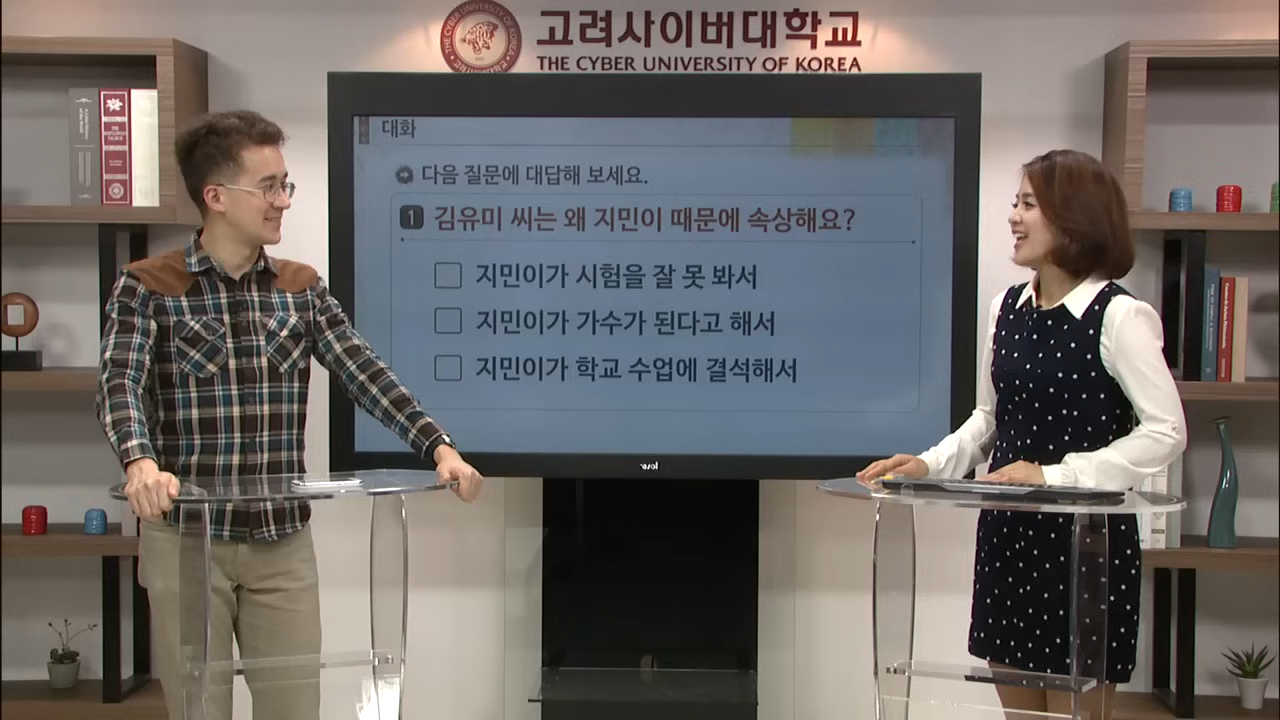 고려사이버대학교
THE CYBER UNIVERSITY OF KOREA
대화
다음 질문에 대답해 보세요.
1 김유미 씨는 왜 지민이 때문에 속상해요?
지민이가 시험을 잘 못 봐서
지민이가 가수가 된다고 해서
지민이가 학교 수업에 결석해서